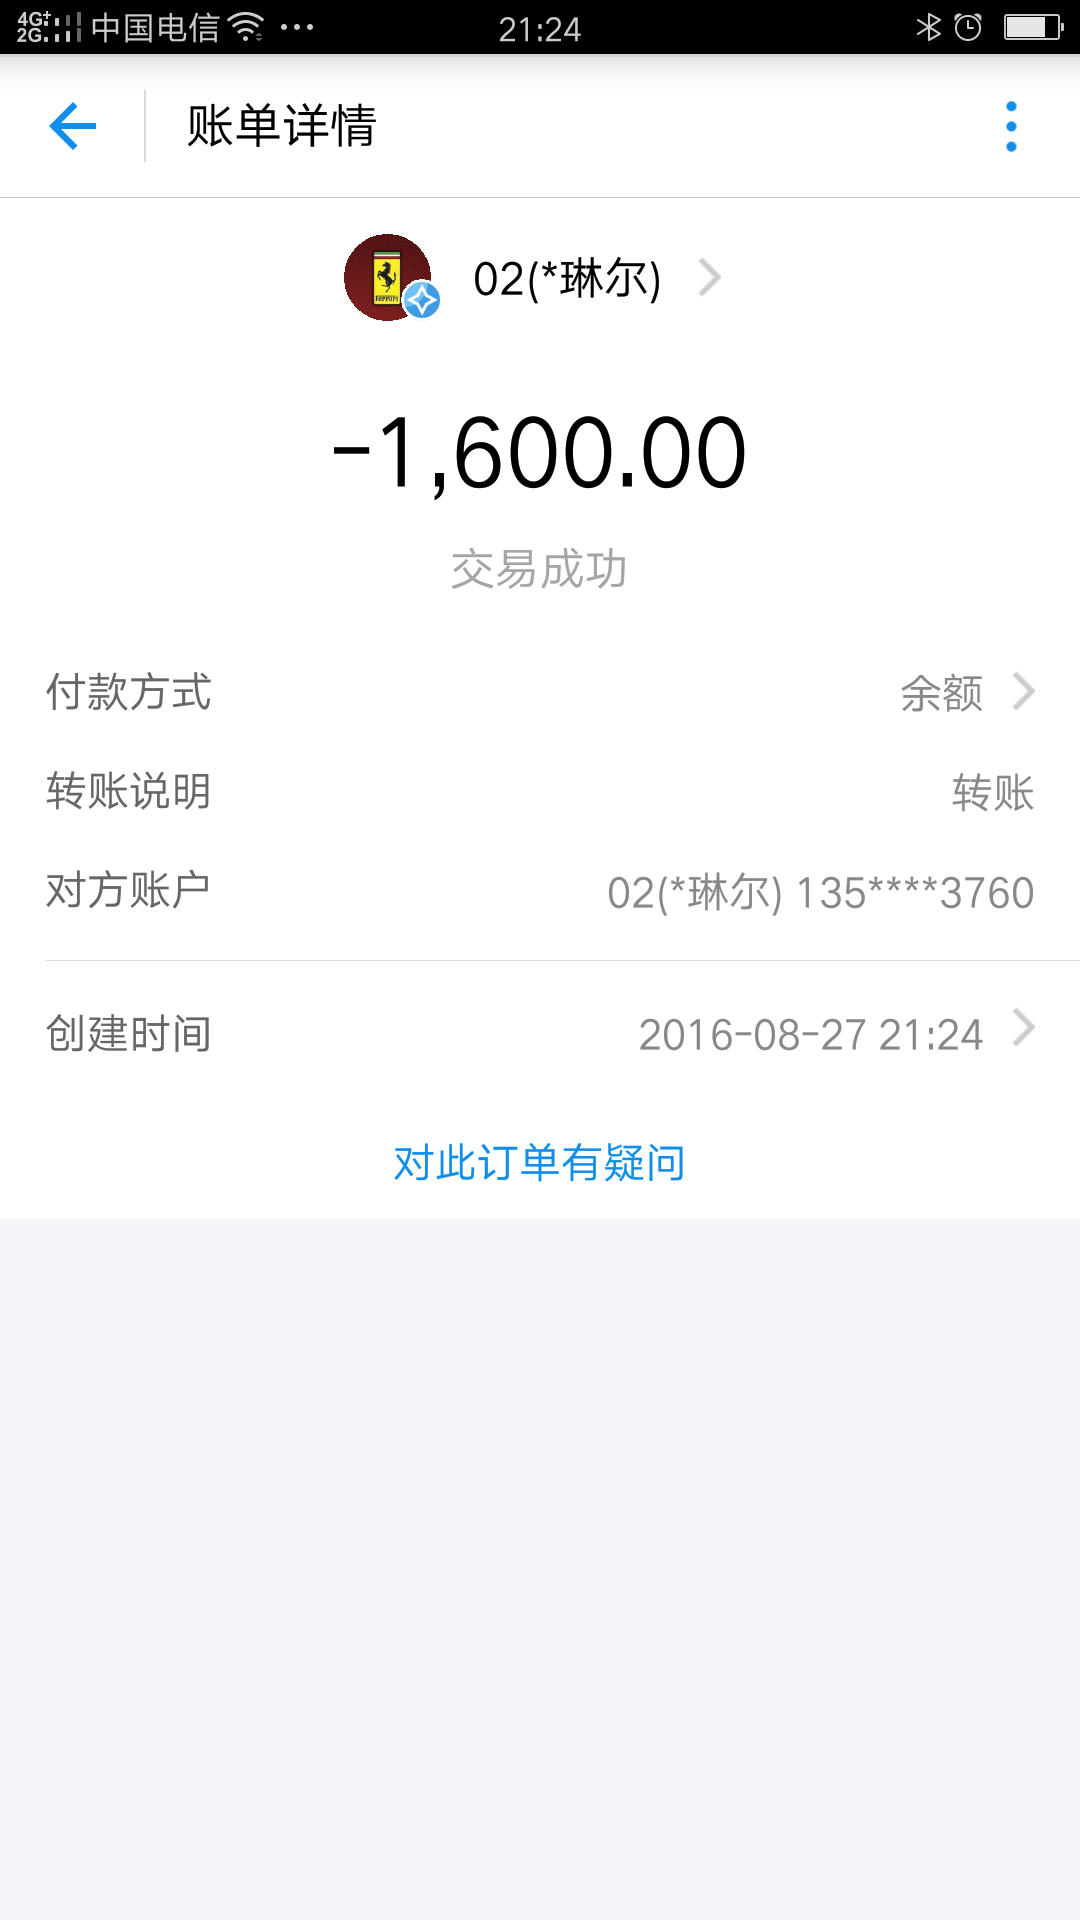 4G+ 2G 中国电信 ... 21:24
账单详情
02(*琳尔)
-1,600.00
交易成功
付款方式 余额
转账说明 转账
对方账户 02(*琳尔) 135****3760
创建时间 2016-08-27 21:24
对此订单有疑问